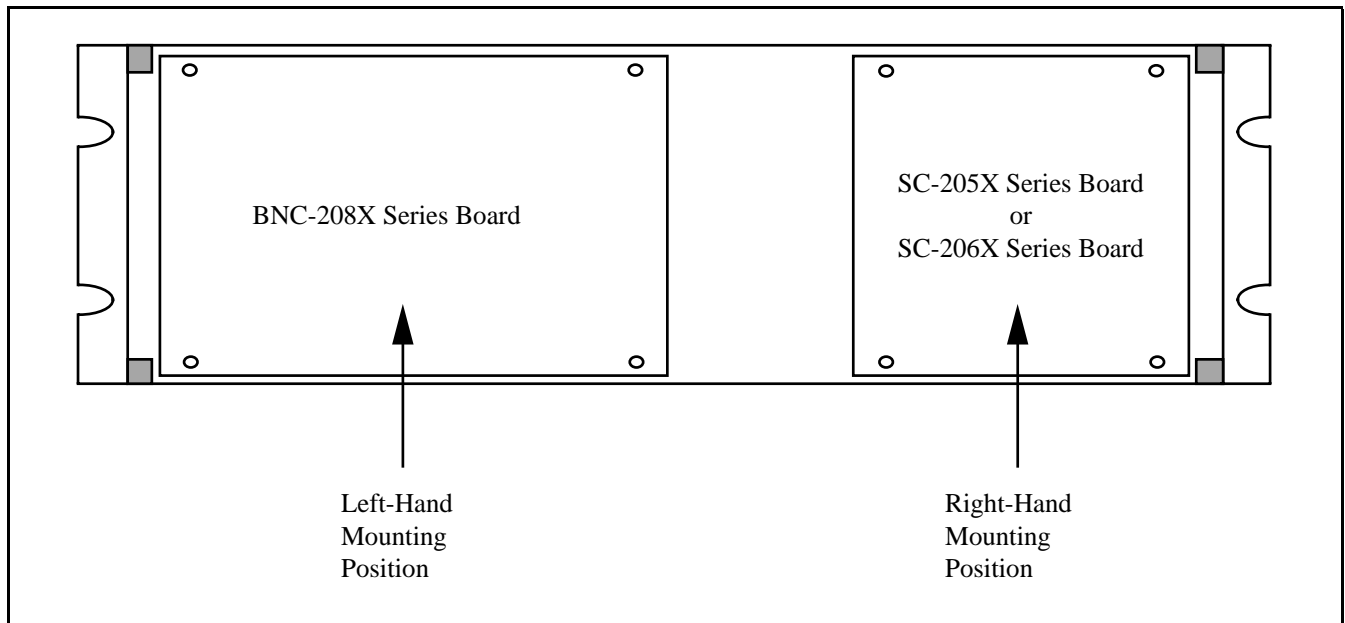 BNC-208X Series Board
SC-205X Series Board
or
SC-206X Series Board
Left-Hand
Mounting
Position
Right-Hand
Mounting
Position